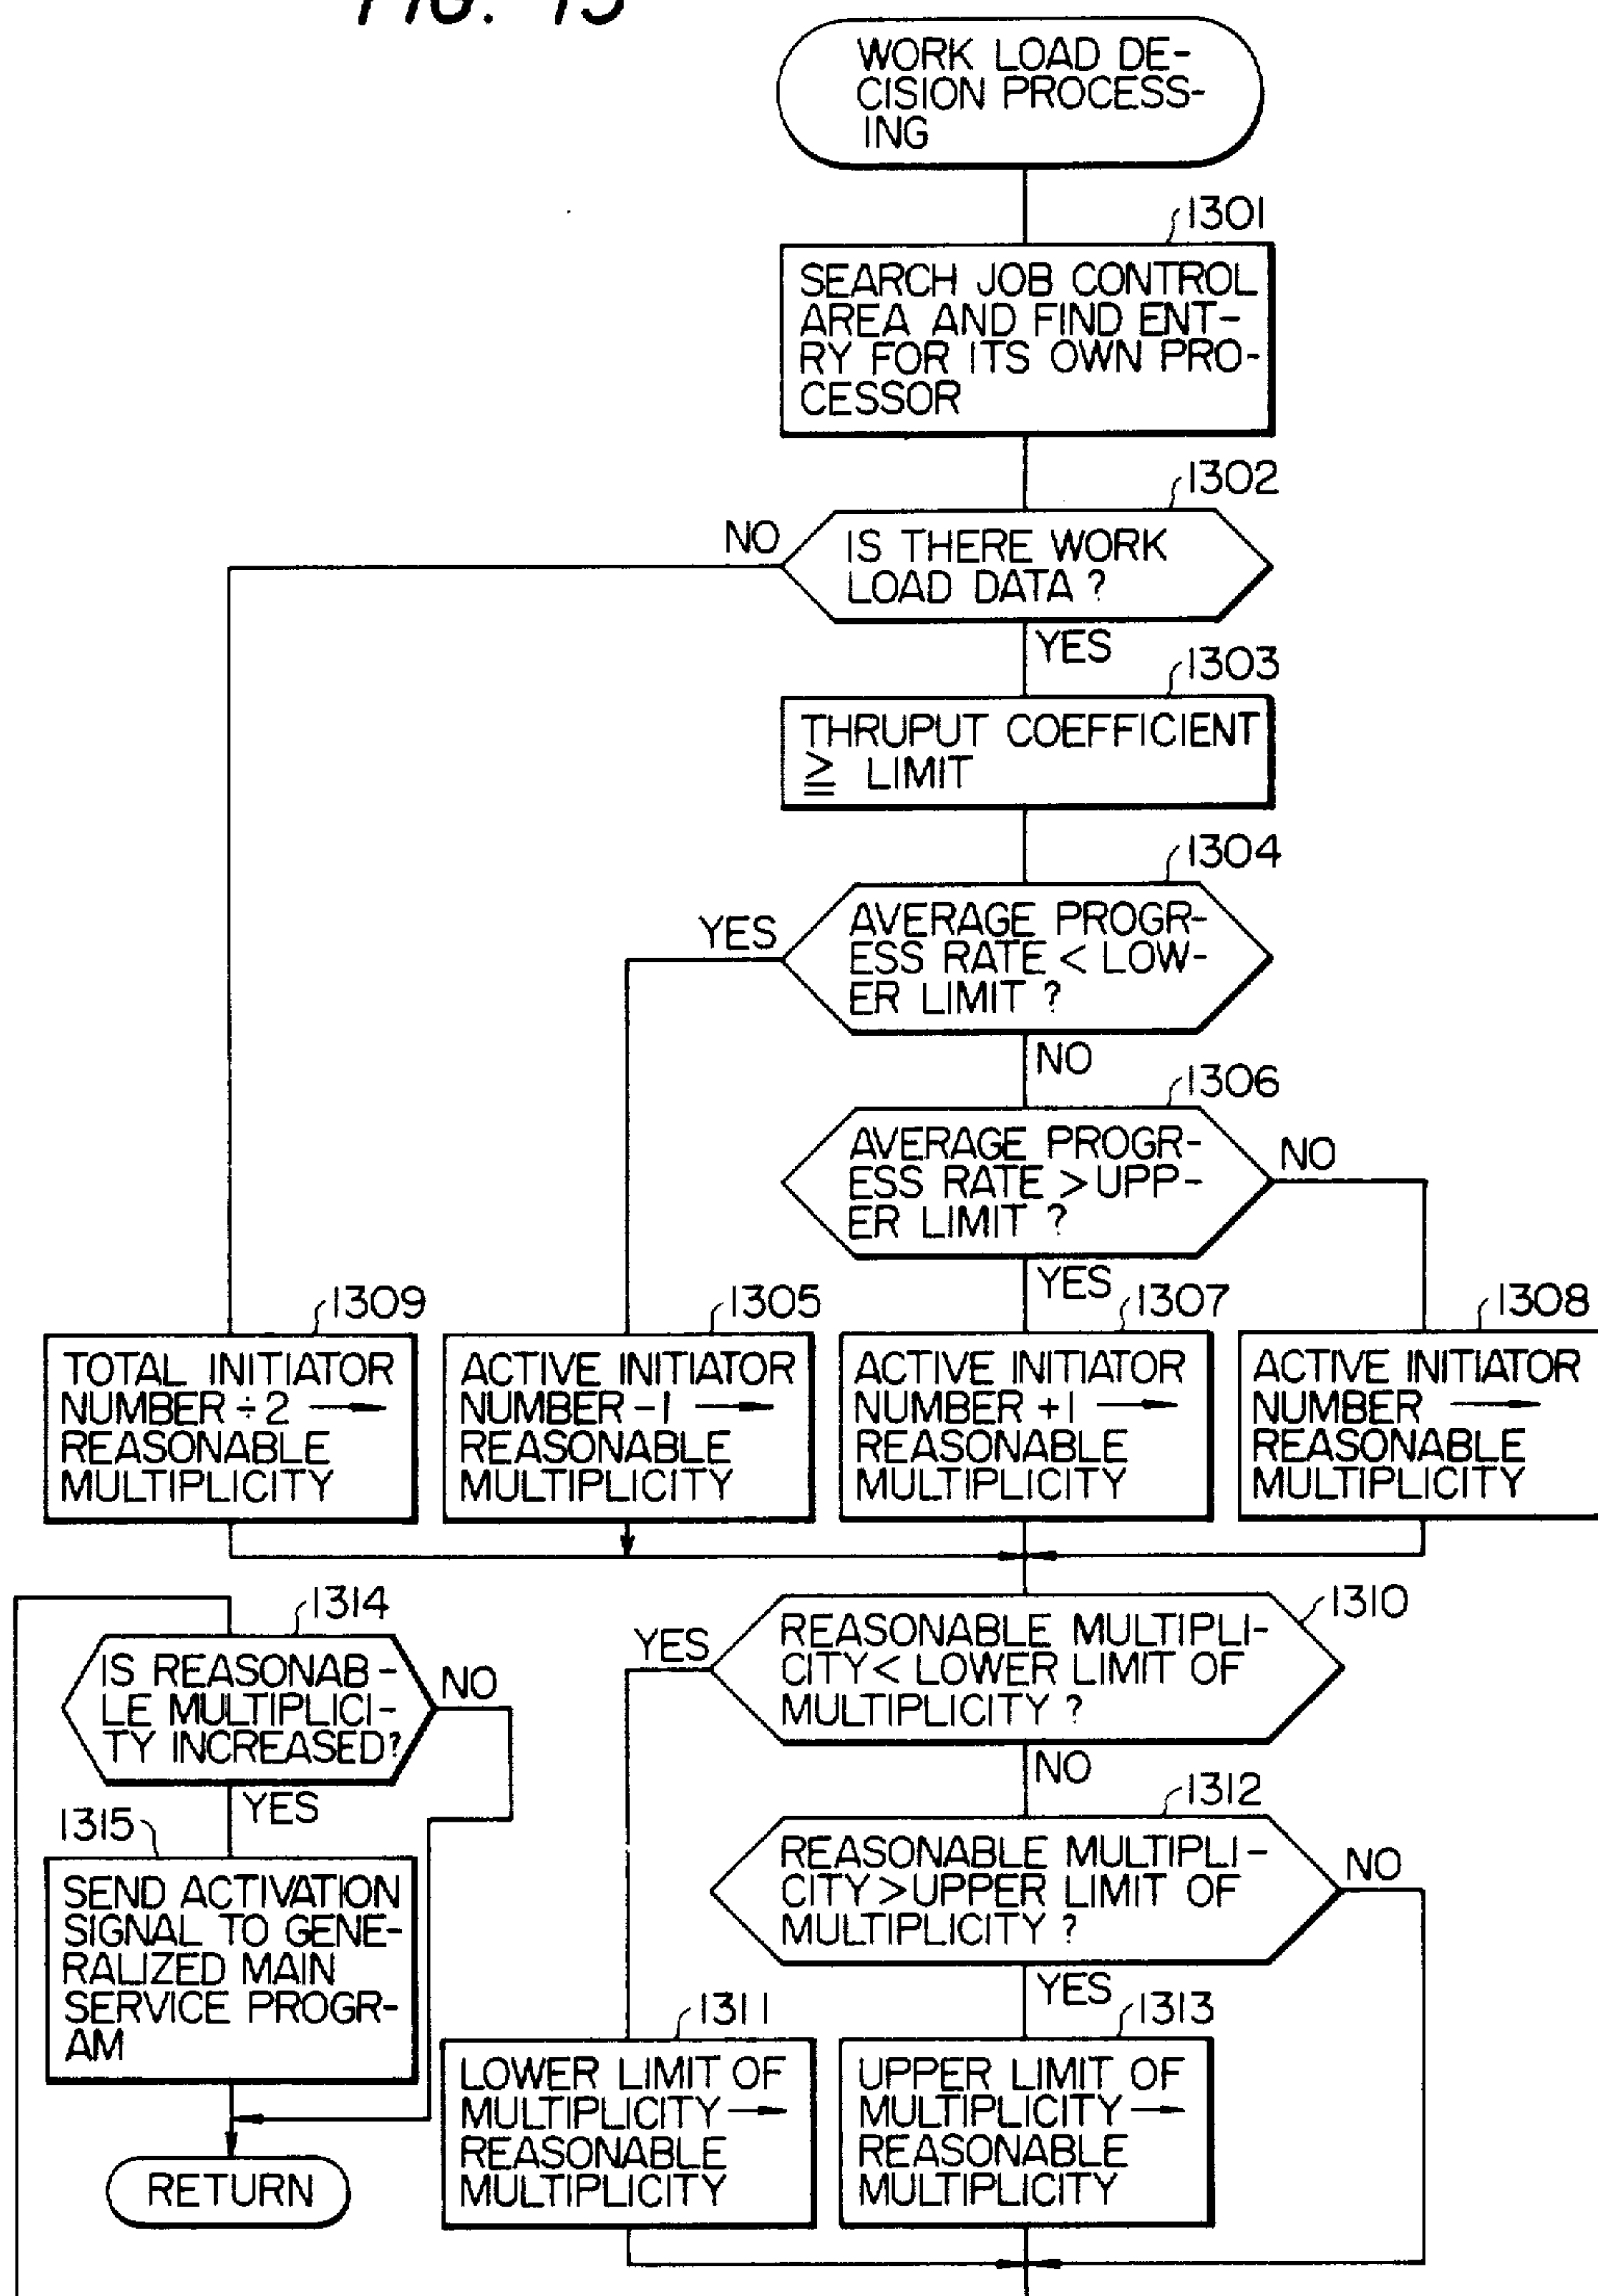 FIG. 13
WORK LOAD DE-
CISION PROCESS-
ING
1301
SEARCH JOB CONTROL
AREA AND FIND ENT-
RY FOR ITS OWN PRO-
CESSOR
1302
NO
IS THERE WORK
LOAD DATA ?
YES
1303
THRUPUT COEFFICIENT
≧ LIMIT
1304
YES
AVERAGE PROGR-
ESS RATE < LOW-
ER LIMIT ?
NO
1306
AVERAGE PROGR-
ESS RATE > UPP-
ER LIMIT ?
NO
YES
1309
TOTAL INITIATOR
NUMBER ÷ 2 →
REASONABLE
MULTIPLICITY
1305
ACTIVE INITIATOR
NUMBER -1 →
REASONABLE
MULTIPLICITY
1307
ACTIVE INITIATOR
NUMBER +1 →
REASONABLE
MULTIPLICITY
1308
ACTIVE INITIATOR
NUMBER →
REASONABLE
MULTIPLICITY
1310
YES
REASONABLE MULTIPLI-
CITY < LOWER LIMIT OF
MULTIPLICITY ?
NO
1312
REASONABLE MULTIPLI-
CITY > UPPER LIMIT OF
MULTIPLICITY ?
NO
YES
1311
LOWER LIMIT OF
MULTIPLICITY →
REASONABLE
MULTIPLICITY
1313
UPPER LIMIT OF
MULTIPLICITY →
REASONABLE
MULTIPLICITY
1314
IS REASONAB-
LE MULTIPLICI-
TY INCREASED?
NO
YES
1315
SEND ACTIVATION
SIGNAL TO GENE-
RALIZED MAIN
SERVICE PROGR-
AM
RETURN